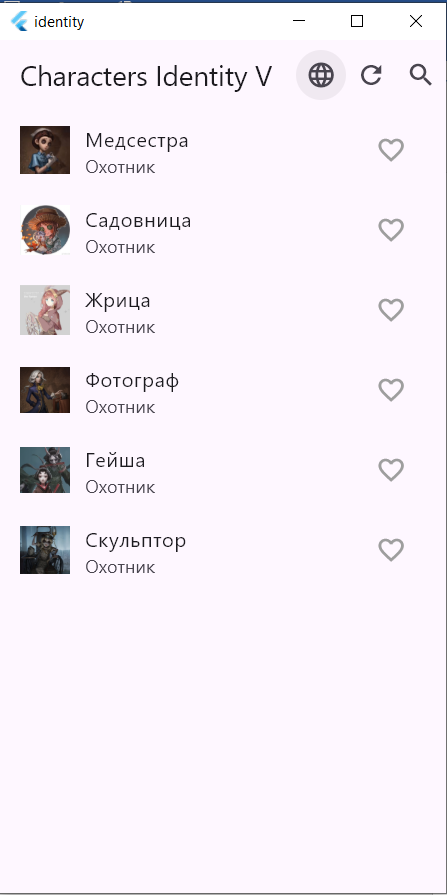 identity
Characters Identity V
Медсестра
Охотник
Садовница
Охотник
Жрица
Охотник
Фотограф
Охотник
Гейша
Охотник
Скульптор
Охотник